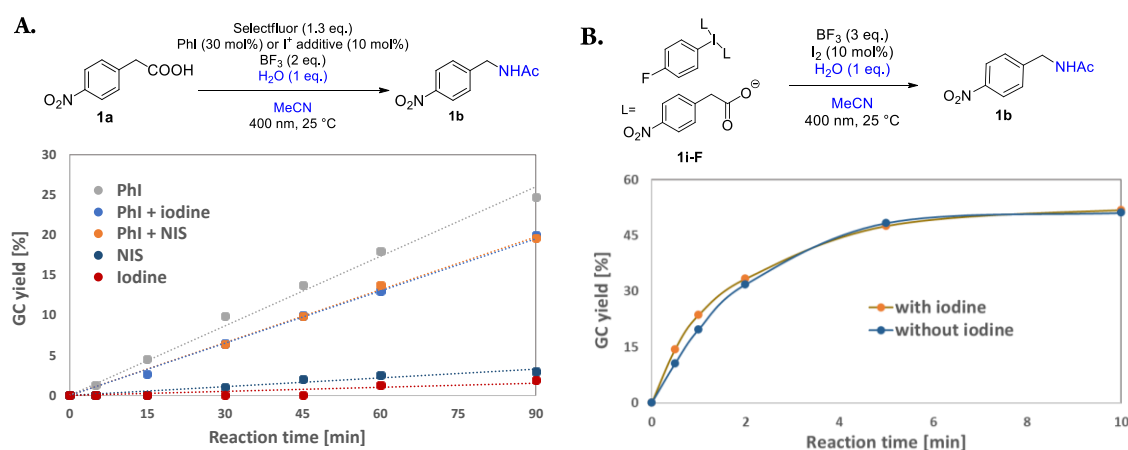 A.
Selectfluor (1.3 eq.)
PhI (30 mol%) or I⁺ additive (10 mol%)
BF₃ (2 eq.)
H₂O (1 eq.)
MeCN
400 nm, 25 °C
COOH
NO₂
1a
NHAc
NO₂
1b
30
25
20
15
10
5
0
GC yield [%]
PhI
PhI + iodine
PhI + NIS
NIS
Iodine
0 15 30 45 60 75 90
Reaction time [min]
B.
L
I
L
F
L=
O⊖
O
NO₂
1i-F
BF₃ (3 eq.)
I₂ (10 mol%)
H₂O (1 eq.)
MeCN
400 nm, 25 °C
NHAc
NO₂
1b
60
45
30
15
0
GC yield [%]
with iodine
without iodine
0 2 4 6 8 10
Reaction time [min]